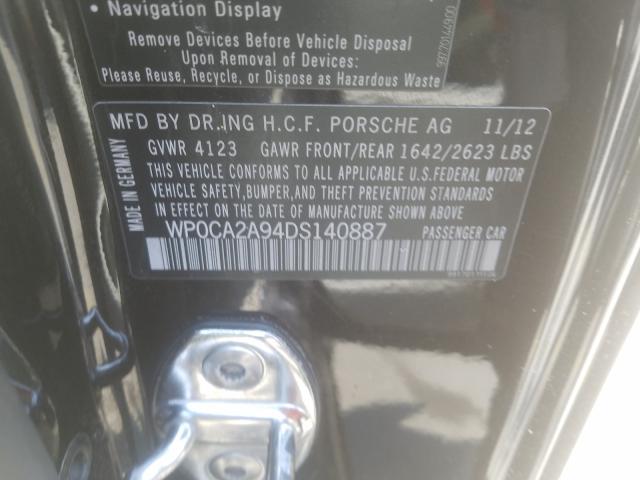 • Navigation Display
Remove Devices Before Vehicle Disposal
Upon Removal of Devices:
Please Reuse, Recycle, or Dispose as Hazardous Waste
MFD BY DR.ING H.C.F. PORSCHE AG 11/12
GVWR 4123 GAWR FRONT/REAR 1642/2623 LBS
THIS VEHICLE CONFORMS TO ALL APPLICABLE U.S.FEDERAL MOTOR
VEHICLE SAFETY,BUMPER,AND THEFT PREVENTION STANDARDS
IN EFFECT ON THE DATE OF MANUFACTURE SHOWN ABOVE.
WP0CA2A94DS140887 PASSENGER CAR
MADE IN GERMANY